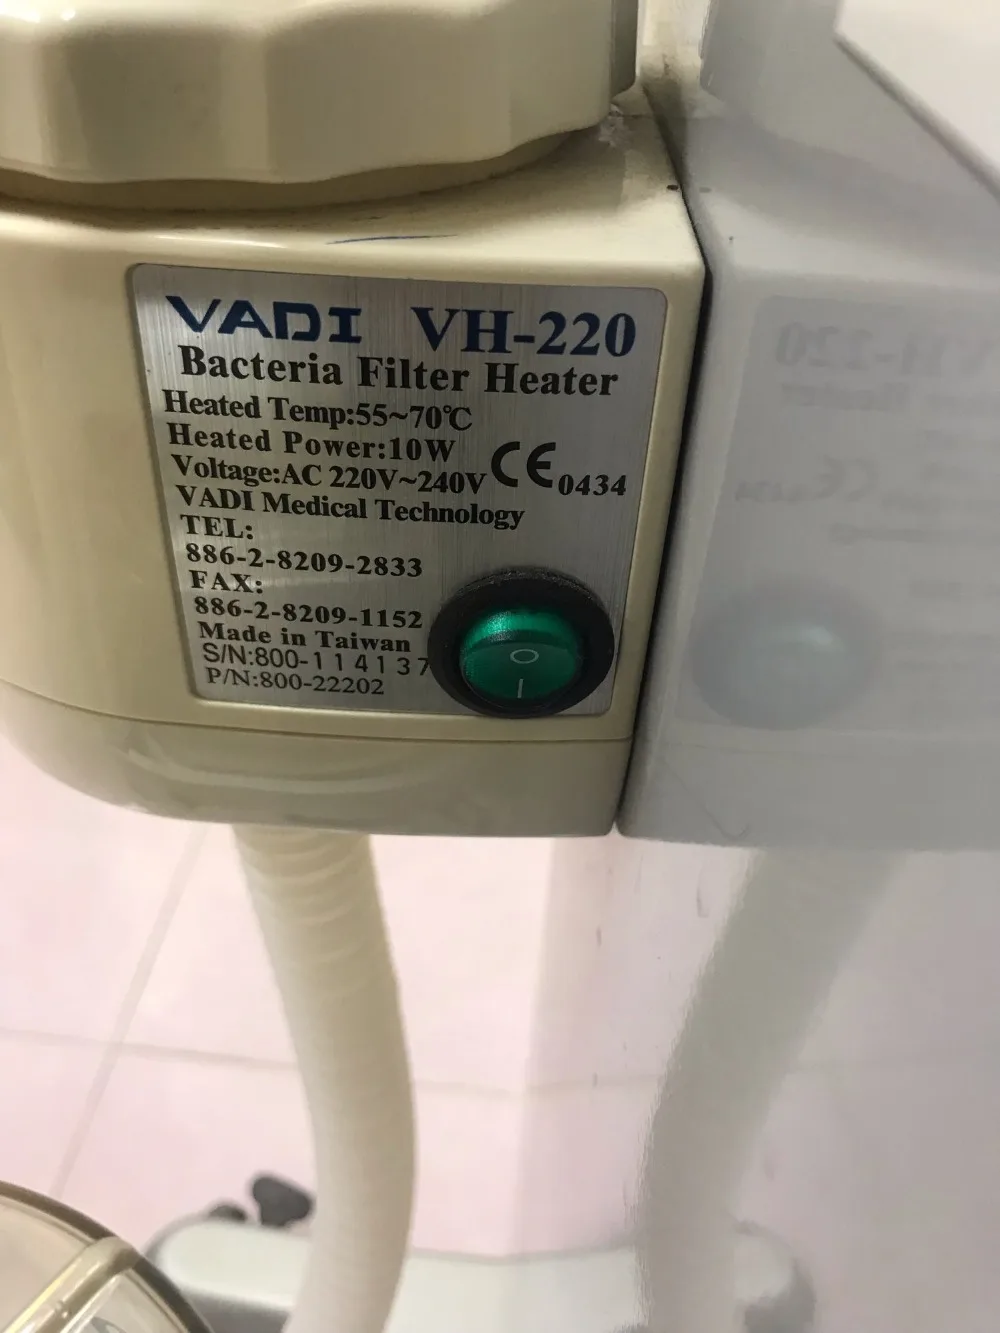 VADI VH-220
Bacteria Filter Heater
Heated Temp:55~70℃
Heated Power:10W
Voltage:AC 220V~240V CE 0434
VADI Medical Technology
TEL:
886-2-8209-2833
FAX:
886-2-8209-1152
Made in Taiwan
S/N:800-114137
P/N:800-22202
O
I